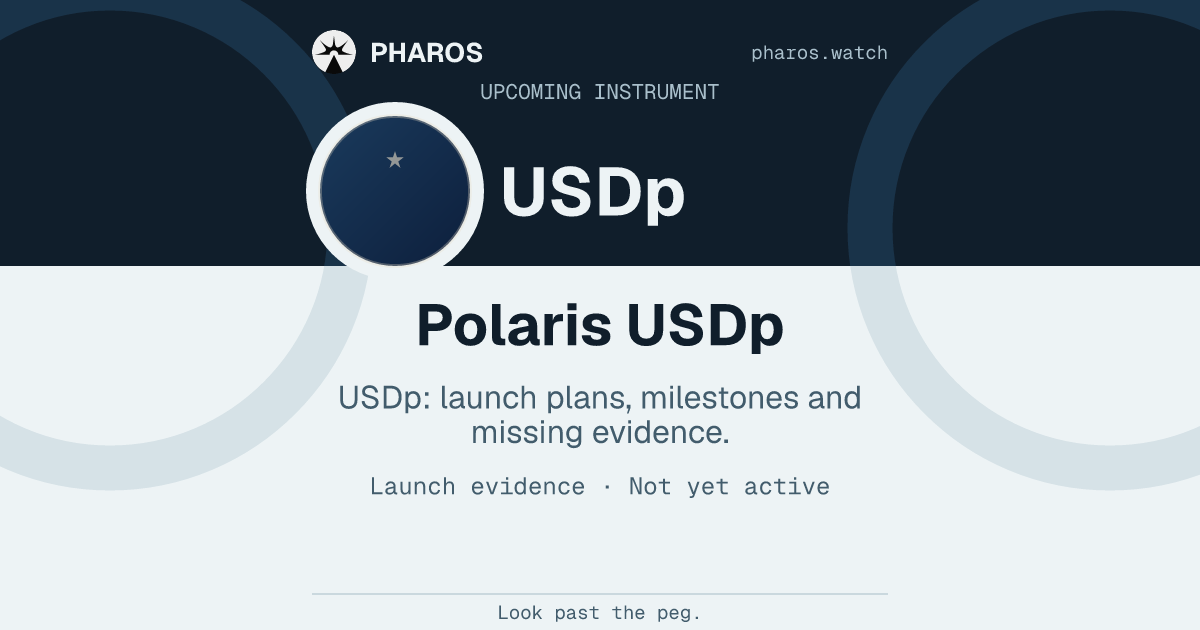 PHAROS
pharos.watch
UPCOMING INSTRUMENT
USDp
Polaris USDp
USDp: launch plans, milestones and
missing evidence.
Launch evidence · Not yet active
Look past the peg.